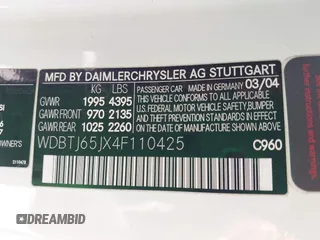 MFD BY DAIMLERCHRYSLER AG STUTTGART
KG LBS
GVWR 1995 4395
GAWR FRONT 970 2135
GAWR REAR 1025 2260
PASSENGER CAR 03/04
MADE IN GERMANY
THIS VEHICLE CONFORMS TO ALL APPLICABLE
U.S. FEDERAL MOTOR VEHICLE SAFETY, BUMPER AND
THEFT PREVENTION STANDARDS IN EFFECT ON THE
DATE OF MANUFACTURE SHOWN ABOVE.
WDBTJ65JX4F110425
C960
OWNER'S
DREAMBID